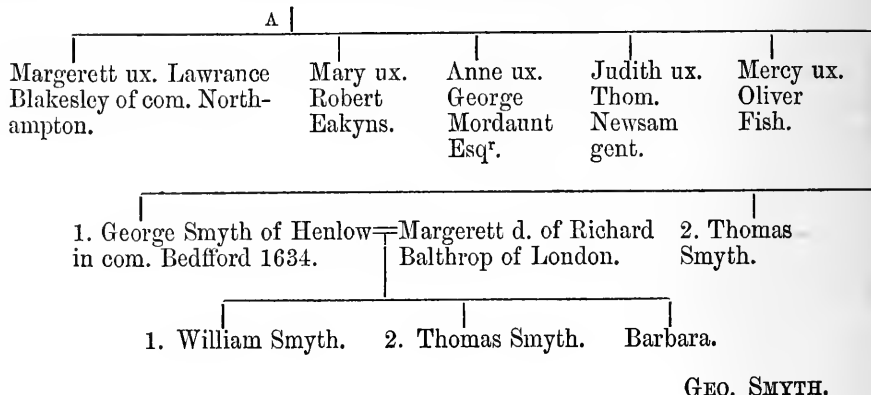 A
Margerett ux. Lawrance
Blakesley of com. North-
ampton.
Mary ux.
Robert
Eakyns.
Anne ux.
George
Mordaunt
Esqʳ.
Judith ux.
Thom.
Newsam
gent.
Mercy ux.
Oliver
Fish.
1. George Smyth of Henlow
in com. Bedfford 1634.
Margerett d. of Richard
Balthrop of London.
2. Thomas
Smyth.
1. William Smyth.
2. Thomas Smyth.
Barbara.
GEO. SMYTH.